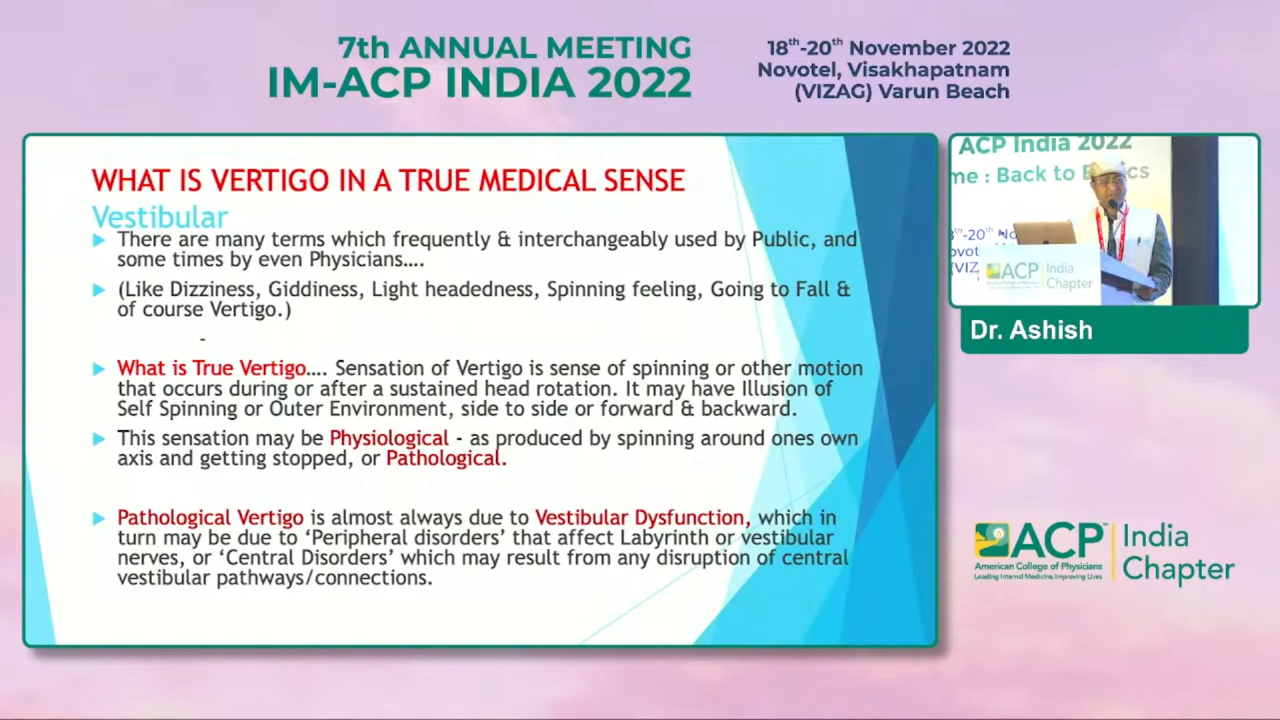 7th ANNUAL MEETING
IM-ACP INDIA 2022
18th-20th November 2022
Novotel, Visakhapatnam
(VIZAG) Varun Beach
WHAT IS VERTIGO IN A TRUE MEDICAL SENSE
Vestibular
There are many terms which frequently & interchangeably used by Public, and
some times by even Physicians....
(Like Dizziness, Giddiness, Light headedness, Spinning feeling, Going to Fall &
of course Vertigo.)
-
What is True Vertigo.... Sensation of Vertigo is sense of spinning or other motion
that occurs during or after a sustained head rotation. It may have Illusion of
Self Spinning or Outer Environment, side to side or forward & backward.
This sensation may be Physiological - as produced by spinning around ones own
axis and getting stopped, or Pathological.
Pathological Vertigo is almost always due to Vestibular Dysfunction, which in
turn may be due to ‘Peripheral disorders’ that affect Labyrinth or vestibular
nerves, or ‘Central Disorders’ which may result from any disruption of central
vestibular pathways/connections.
ACP India 2022
me : Back to
ACP India
Chapter
Dr. Ashish
ACP
American College of Physicians
Leading Internal Medicine, Improving Lives
India
Chapter